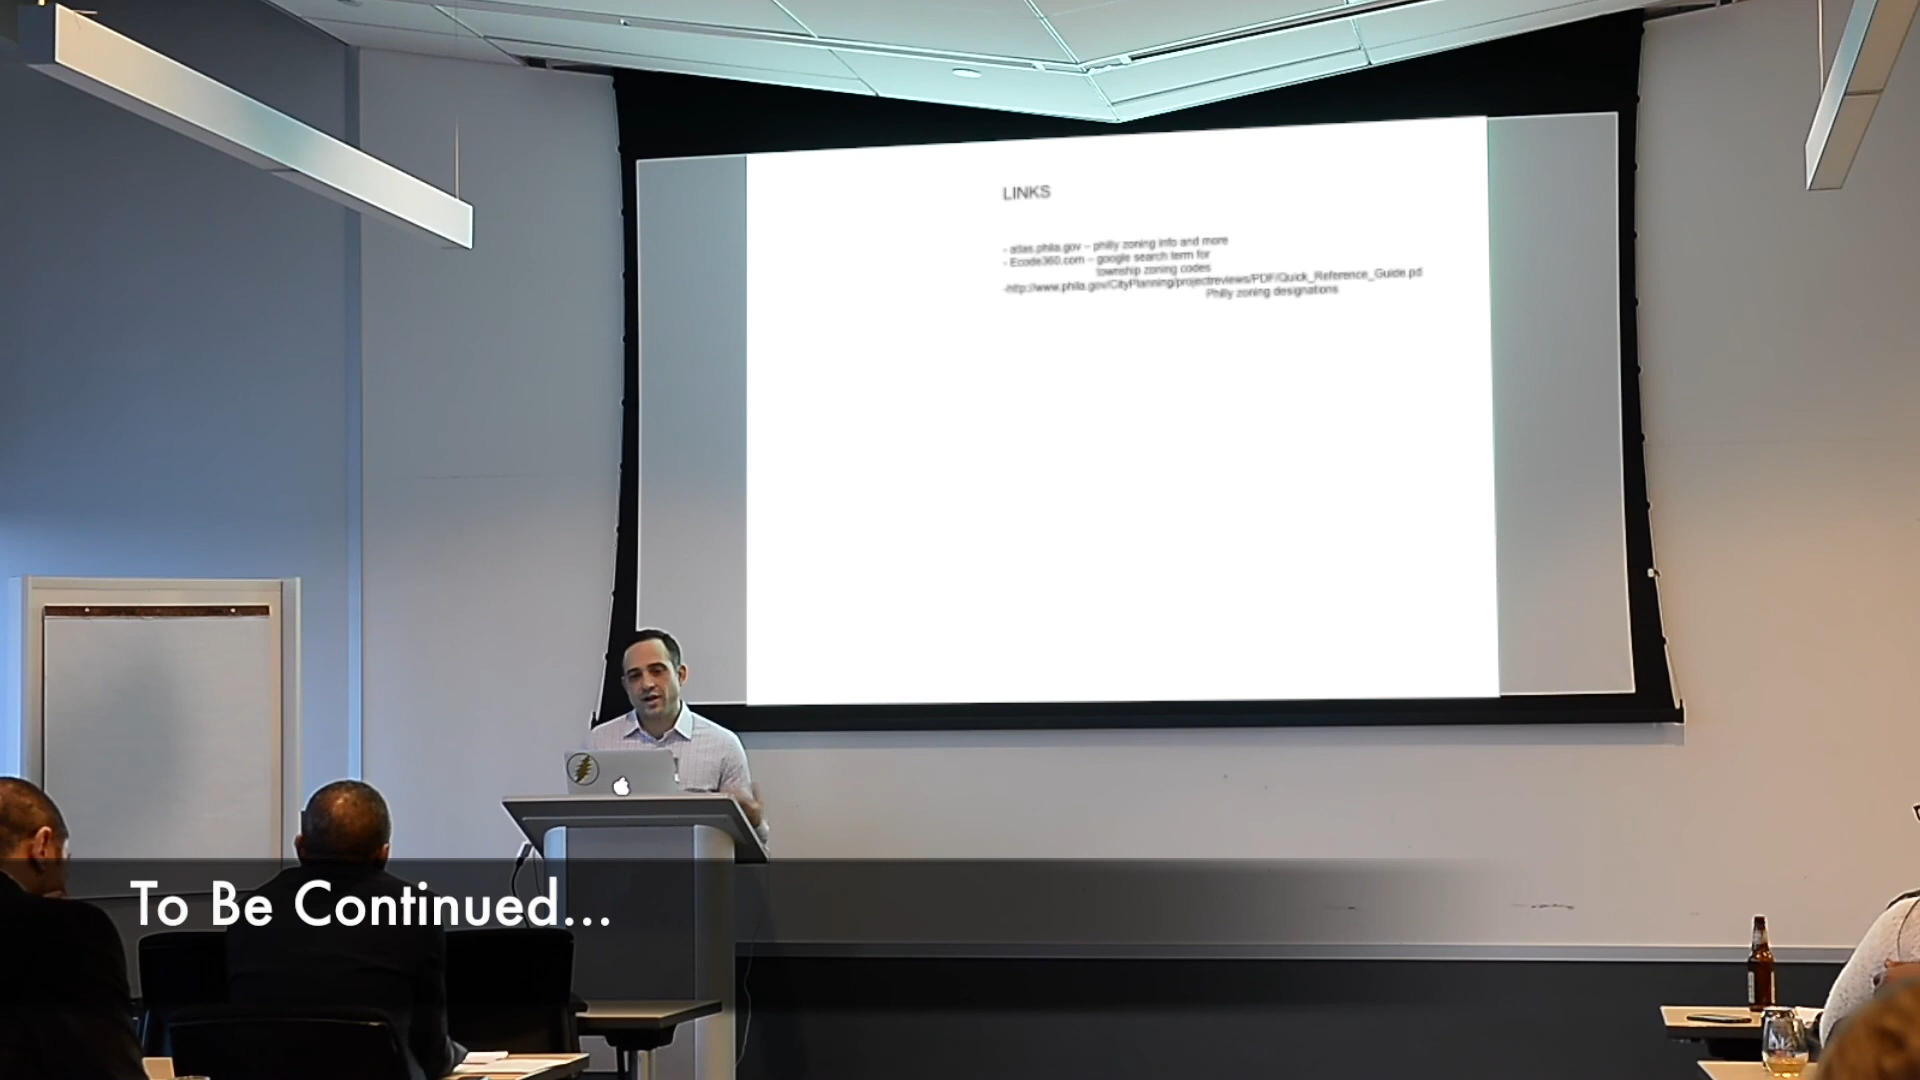 LINKS
- atlas.phila.gov – philly zoning info and more
- Ecode360.com – google search term for
township zoning codes
-http://www.phila.gov/CityPlanning/projectreviews/PDF/Quick_Reference_Guide.pd
Philly zoning designations
To Be Continued...